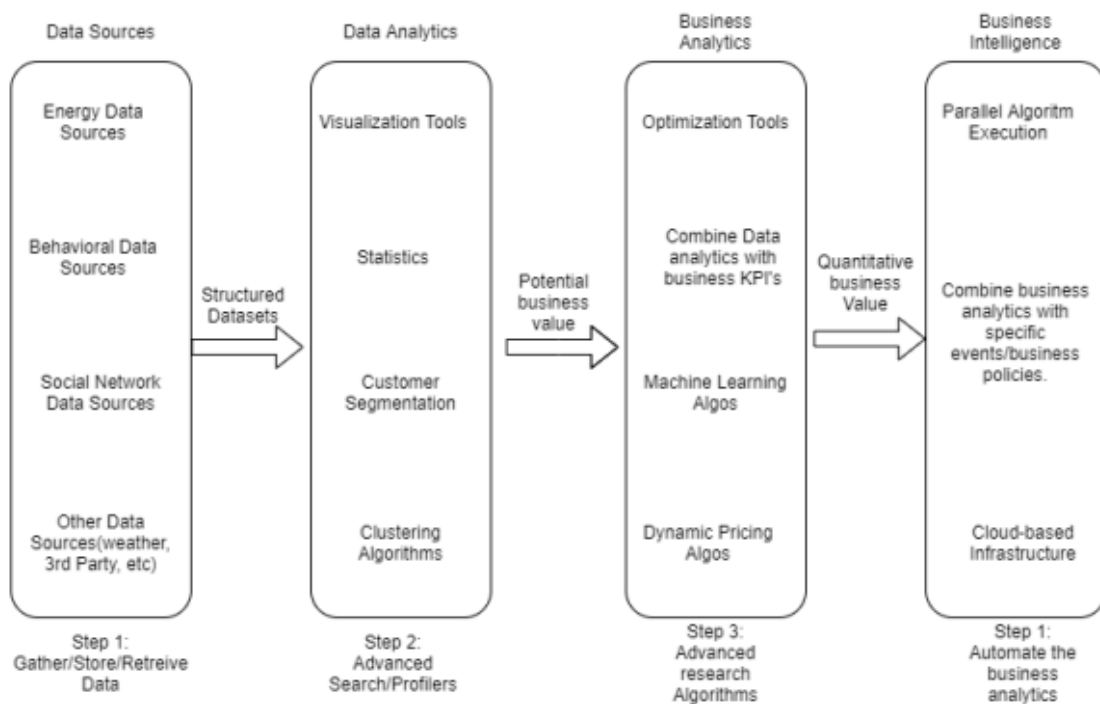 Data Sources
Energy Data
Sources
Behavioral Data
Sources
Social Network
Data Sources
Other Data
Sources(weather,
3rd Party, etc)
Step 1:
Gather/Store/Retreive
Data
Structured
Datasets
Data Analytics
Visualization Tools
Statistics
Customer
Segmentation
Clustering
Algorithms
Step 2:
Advanced
Search/Profilers
Potential
business
value
Business
Analytics
Optimization Tools
Combine Data
analytics with
business KPI's
Machine Learning
Algos
Dynamic Pricing
Algos
Step 3:
Advanced
research
Algorithms
Quantitative
business
Value
Business
Intelligence
Parallel Algoritm
Execution
Combine business
analytics with
specific
events/business
policies.
Cloud-based
Infrastructure
Step 1:
Automate the
business
analytics